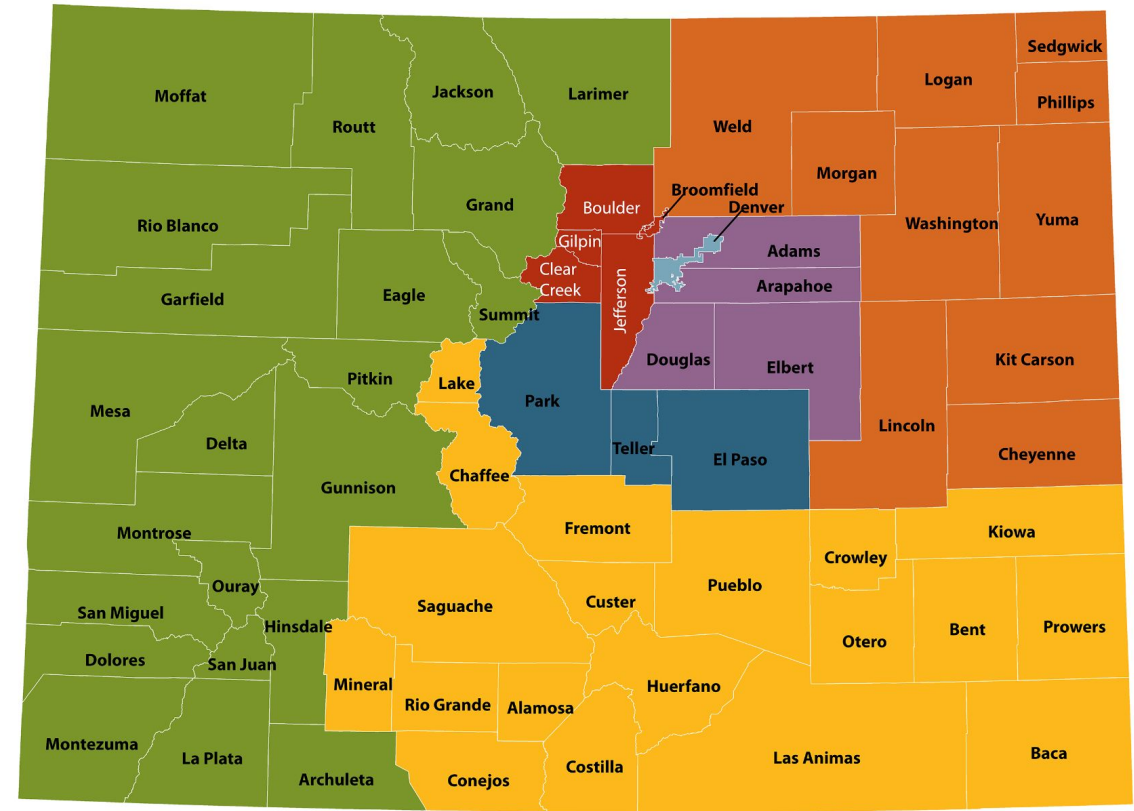 Sedgwick
Logan
Moffat
Jackson
Larimer
Phillips
Routt
Weld
Morgan
Broomfield
Denver
Grand
Boulder
Rio Blanco
Washington
Yuma
Gilpin
Adams
Clear
Creek
Arapahoe
Garfield
Eagle
Jefferson
Summit
Douglas
Elbert
Kit Carson
Pitkin
Lake
Mesa
Park
Lincoln
Delta
Teller
El Paso
Cheyenne
Chaffee
Gunnison
Montrose
Fremont
Kiowa
Crowley
Ouray
Pueblo
San Miguel
Saguache
Custer
Hinsdale
Otero
Bent
Prowers
Dolores
San Juan
Mineral
Huerfano
Rio Grande
Alamosa
Montezuma
La Plata
Archuleta
Conejos
Costilla
Las Animas
Baca